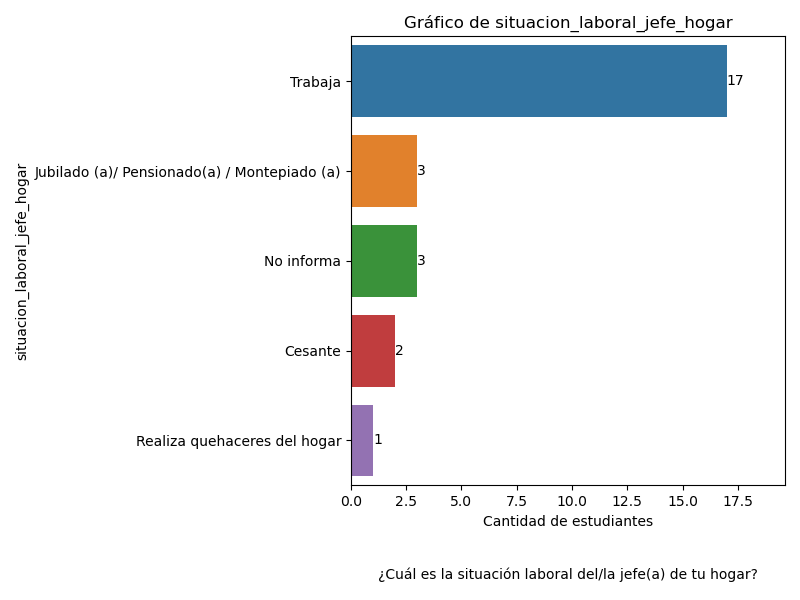 Gráfico de situacion_laboral_jefe_hogar
situacion_laboral_jefe_hogar
Trabaja
17
Jubilado (a)/ Pensionado(a) / Montepiado (a)
3
No informa
3
Cesante
2
Realiza quehaceres del hogar
1
0.0 2.5 5.0 7.5 10.0 12.5 15.0 17.5
Cantidad de estudiantes
¿Cuál es la situación laboral del/la jefe(a) de tu hogar?